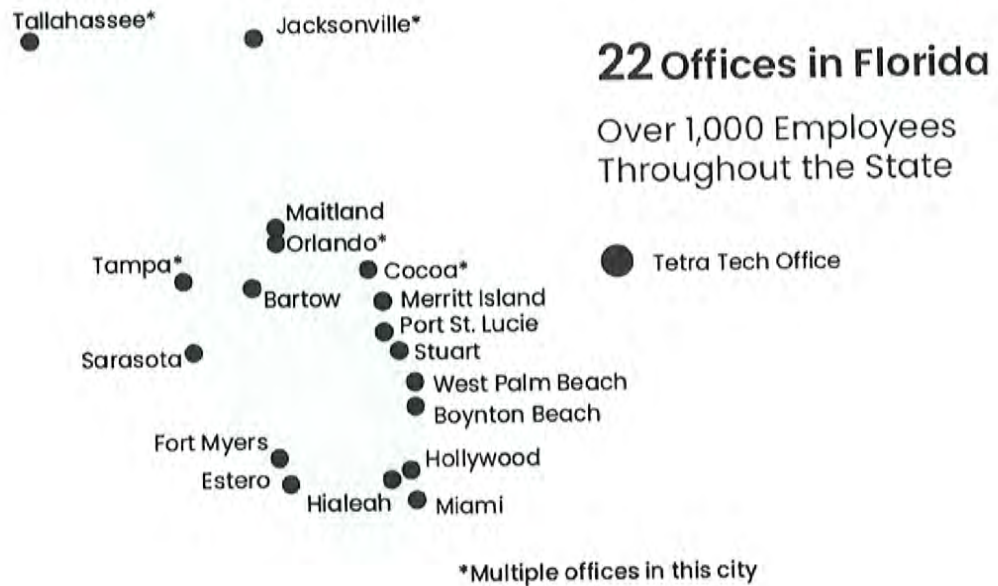 Tallahassee*
Jacksonville*
22 Offices in Florida
Over 1,000 Employees
Throughout the State
Tetra Tech Office
Maitland
Orlando*
Tampa*
Cocoa*
Bartow
Merritt Island
Port St. Lucie
Stuart
Sarasota
West Palm Beach
Boynton Beach
Fort Myers
Hollywood
Estero
Hialeah
Miami
*Multiple offices in this city